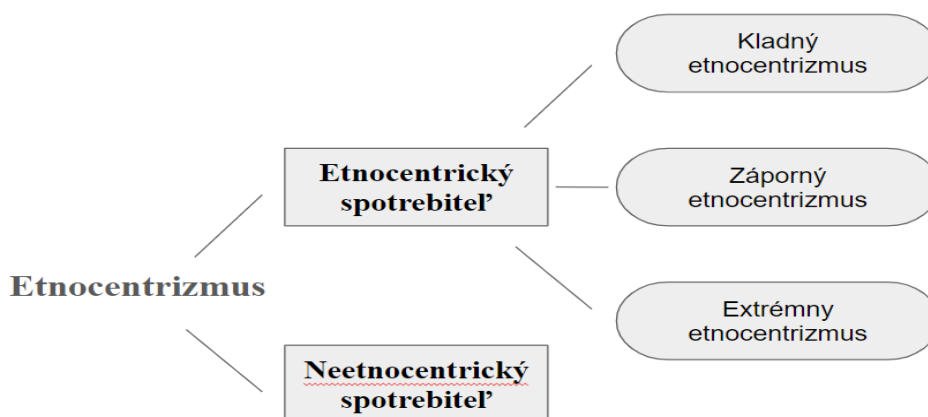 Kladný
etnocentrizmus
Etnocentrický
spotrebiteľ
Záporný
etnocentrizmus
Etnocentrizmus
Extrémny
etnocentrizmus
Neetnocentrický
spotrebiteľ